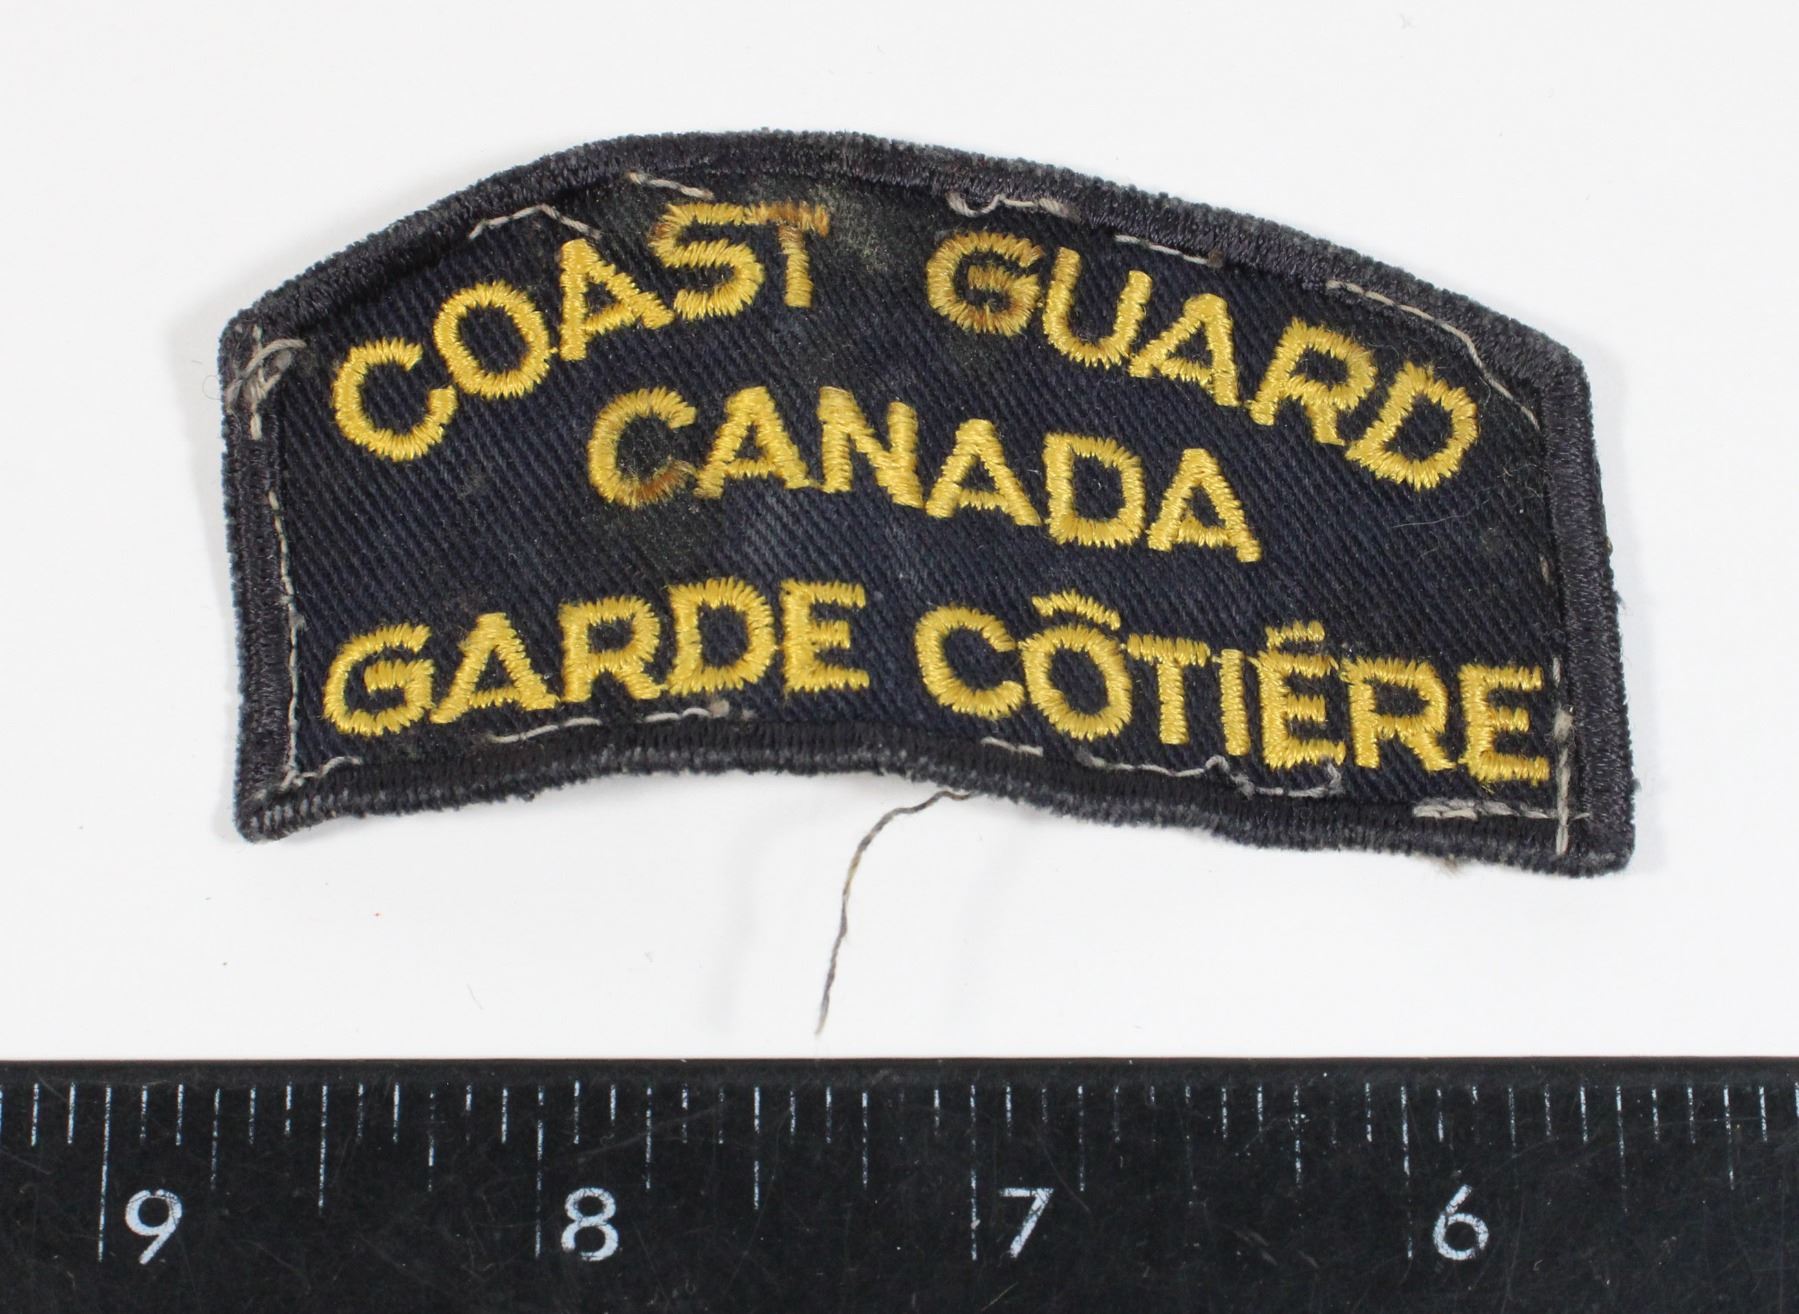 COAST GUARD
CANADA
GARDE CÔTIÉRE
9 8 7 6